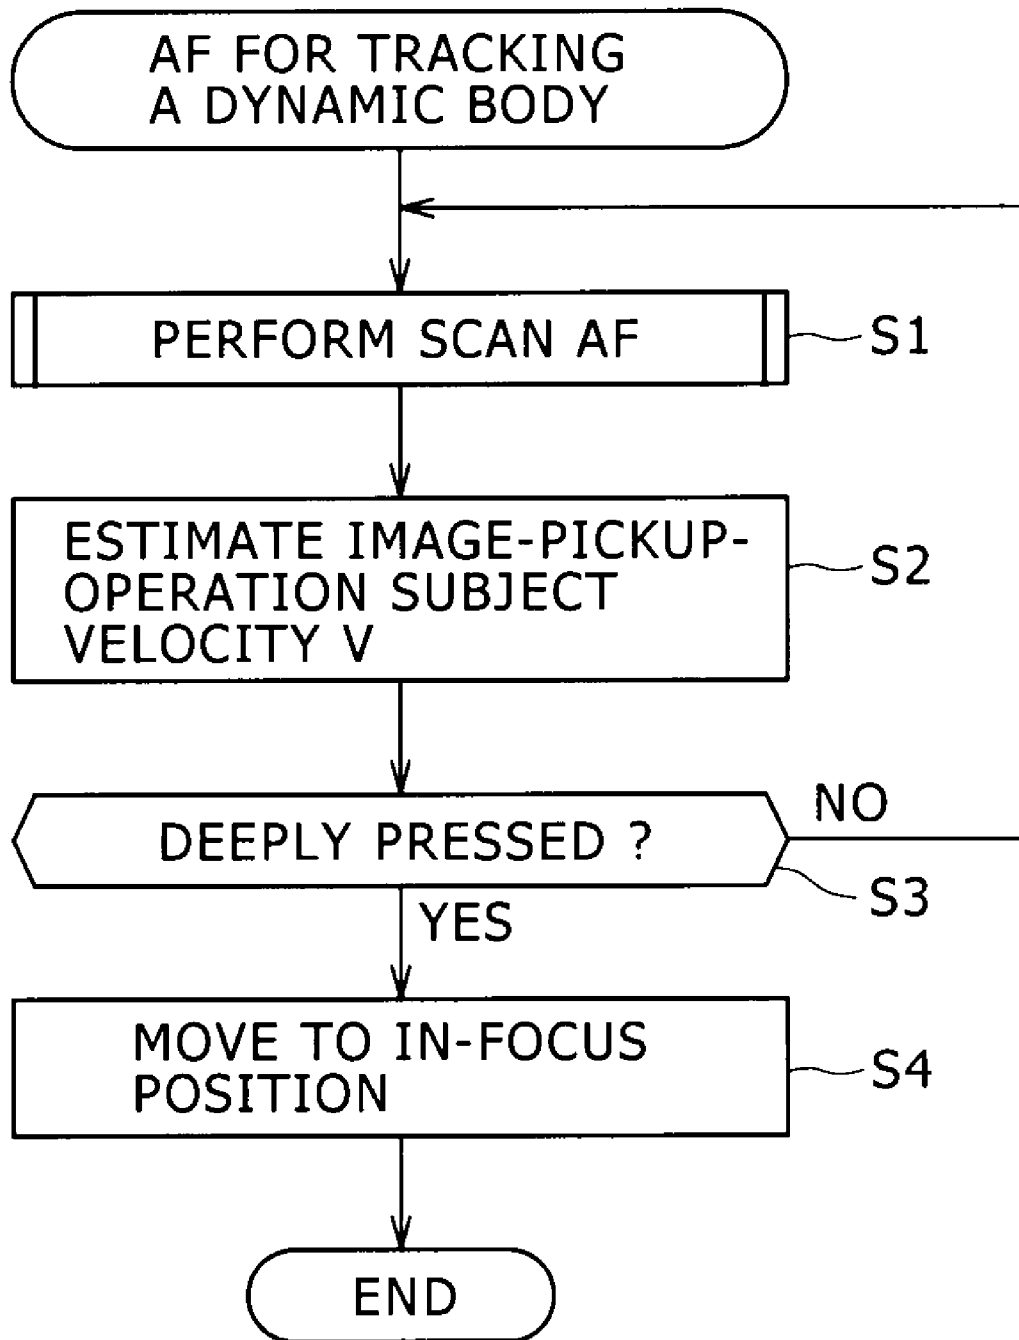 AF FOR TRACKING
A DYNAMIC BODY
PERFORM SCAN AF
S1
ESTIMATE IMAGE-PICKUP-
OPERATION SUBJECT
VELOCITY V
S2
DEEPLY PRESSED ?
NO
S3
YES
MOVE TO IN-FOCUS
POSITION
S4
END